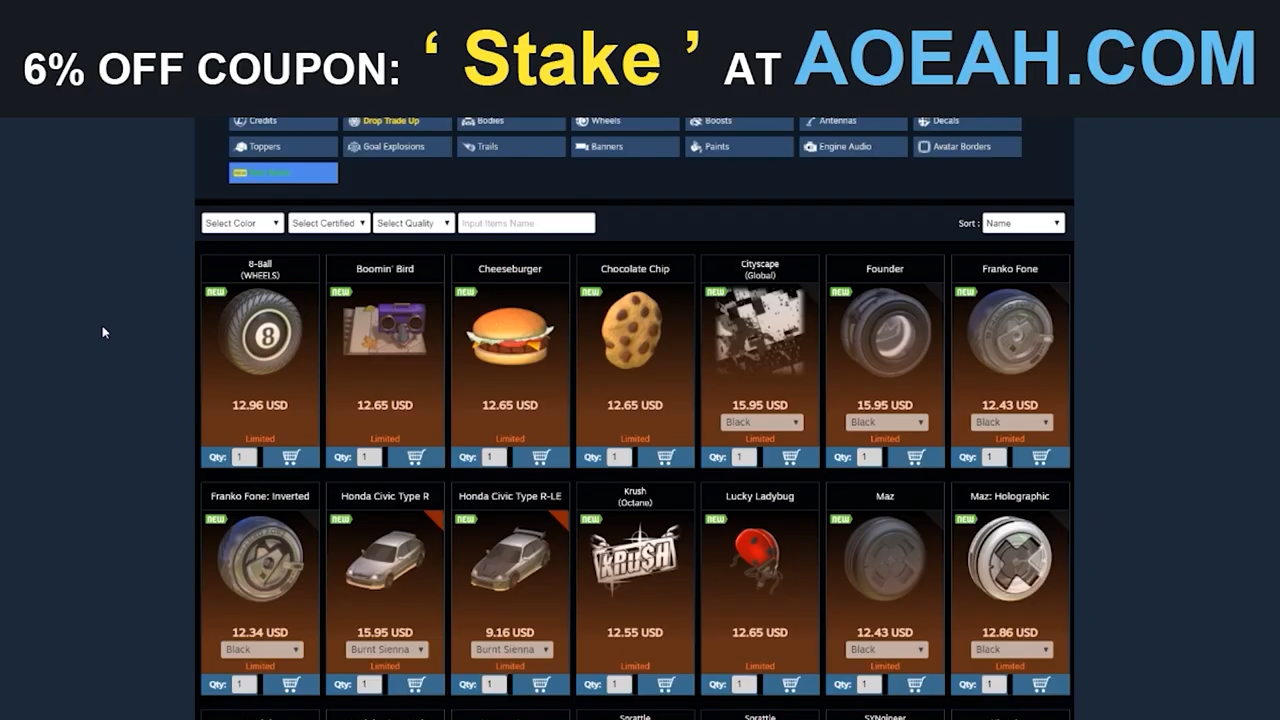 6% OFF COUPON: ‘ Stake ’ AT AOEAH.COM
Credits Drop Trade Up Bodies Wheels Boosts Antennas Decals
Toppers Goal Explosions Trails Banners Paints Engine Audio Avatar Borders
NEW
Select Color Select Certified Select Quality Input Items Name Sort : Name
8-Ball (WHEELS) Boomin' Bird Cheeseburger Chocolate Chip Cityscape (Global) Founder Franko Fone
NEW NEW NEW NEW NEW NEW NEW
8
12.96 USD 12.65 USD 12.65 USD 12.65 USD 15.95 USD 15.95 USD 12.43 USD
Black Black Black
Limited Limited Limited Limited Limited Limited Limited
Qty: 1 Qty: 1 Qty: 1 Qty: 1 Qty: 1 Qty: 1 Qty: 1
Franko Fone: Inverted Honda Civic Type R Honda Civic Type R-LE Krush (Octane) Lucky Ladybug Maz Maz: Holographic
NEW NEW NEW NEW NEW NEW NEW
KRU$H
12.34 USD 15.95 USD 9.16 USD 12.55 USD 12.65 USD 12.43 USD 12.86 USD
Black Burnt Sienna Burnt Sienna Black Black
Limited Limited Limited Limited Limited Limited Limited
Qty: 1 Qty: 1 Qty: 1 Qty: 1 Qty: 1 Qty: 1 Qty: 1